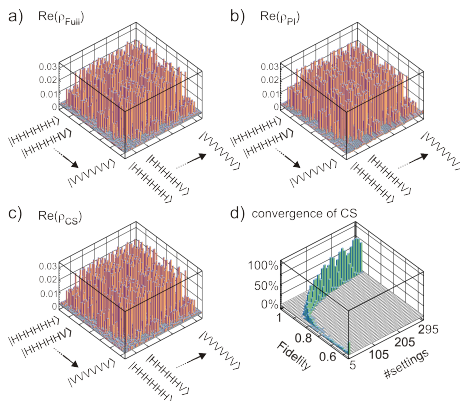 a) Re(ρFull)
0.03
0.02
0.01
0
|HHHHHH⟩
|HHHHHV⟩
|VVVVVV⟩
|HHHHHH⟩
|HHHHHV⟩
|VVVVVV⟩
b) Re(ρPI)
0.03
0.02
0.01
0
|HHHHHH⟩
|HHHHHV⟩
|VVVVVV⟩
|HHHHHH⟩
|HHHHHV⟩
|VVVVVV⟩
c) Re(ρCS)
0.03
0.02
0.01
0
|HHHHHH⟩
|HHHHHV⟩
|VVVVVV⟩
|HHHHHH⟩
|HHHHHV⟩
|VVVVVV⟩
d) convergence of CS
100%
50%
0%
1
0.8
0.6
Fidelity
5
105
205
295
#settings